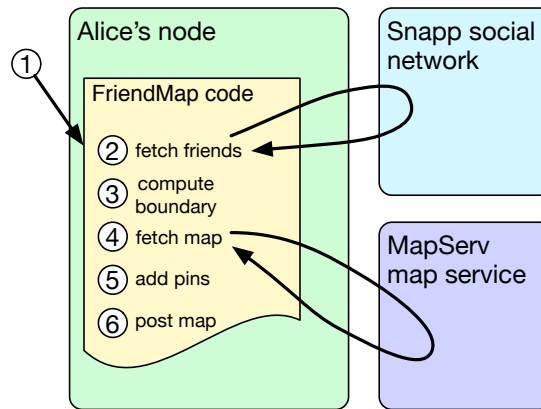 Alice’s node
Snapp social
network
①
FriendMap code
② fetch friends
③ compute
boundary
④ fetch map
⑤ add pins
⑥ post map
MapServ
map service